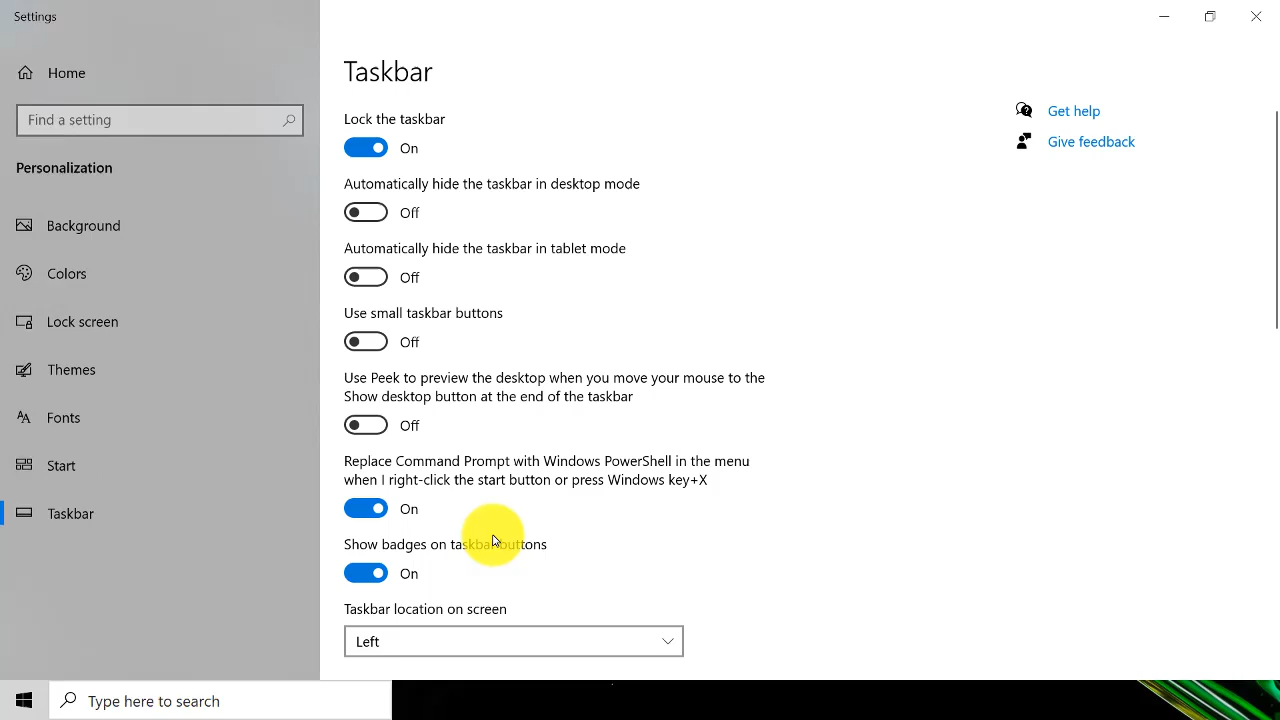 Settings
Home
Find a setting
Personalization
Background
Colors
Lock screen
Themes
Fonts
Start
Taskbar
Taskbar
Lock the taskbar
On
Automatically hide the taskbar in desktop mode
Off
Automatically hide the taskbar in tablet mode
Off
Use small taskbar buttons
Off
Use Peek to preview the desktop when you move your mouse to the
Show desktop button at the end of the taskbar
Off
Replace Command Prompt with Windows PowerShell in the menu
when I right-click the start button or press Windows key+X
On
Show badges on taskbar buttons
On
Taskbar location on screen
Left
Get help
Give feedback
Type here to search